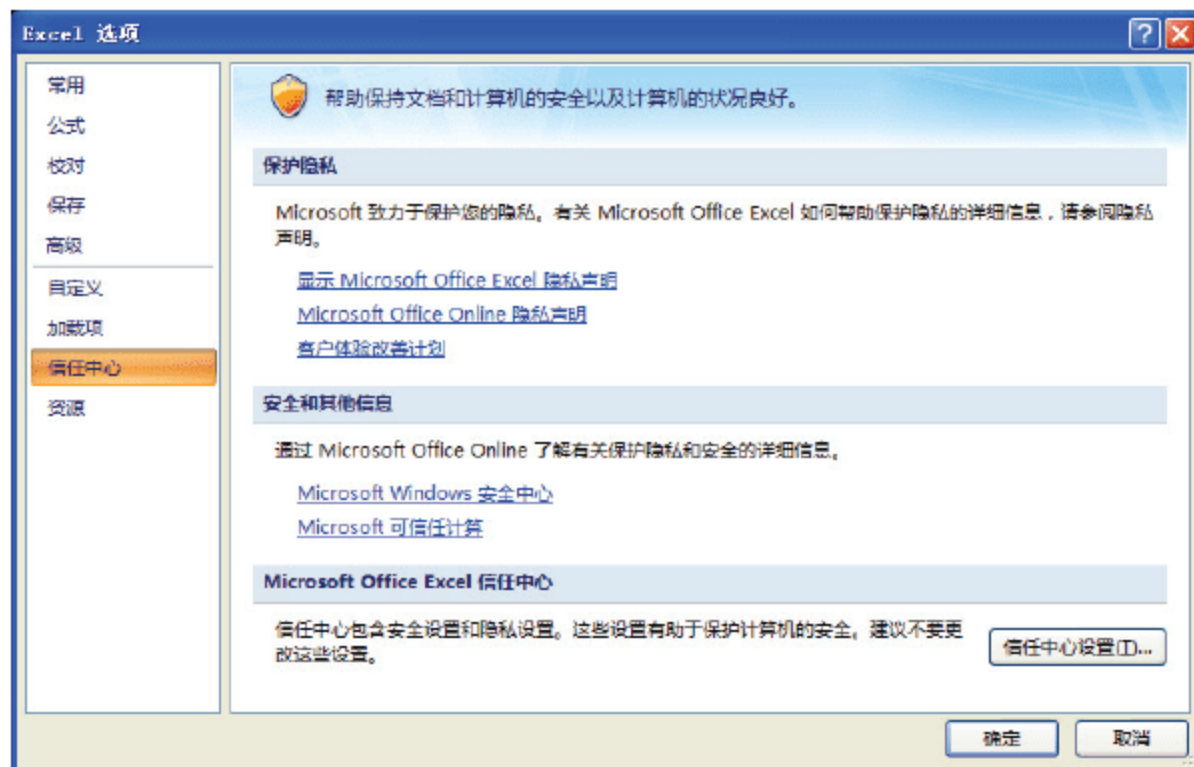 Excel 选项
常用
公式
校对
保存
高级
自定义
加载项
信任中心
资源
帮助保持文档和计算机的安全以及计算机的状况良好。
保护隐私
Microsoft 致力于保护您的隐私。有关 Microsoft Office Excel 如何帮助保护隐私的详细信息，请参阅隐私
声明。
显示 Microsoft Office Excel 隐私声明
Microsoft Office Online 隐私声明
客户体验改善计划
安全和其他信息
通过 Microsoft Office Online 了解有关保护隐私和安全的详细信息。
Microsoft Windows 安全中心
Microsoft 可信任计算
Microsoft Office Excel 信任中心
信任中心包含安全设置和隐私设置。这些设置有助于保护计算机的安全。建议不要更
改这些设置。
信任中心设置(T)...
确定
取消